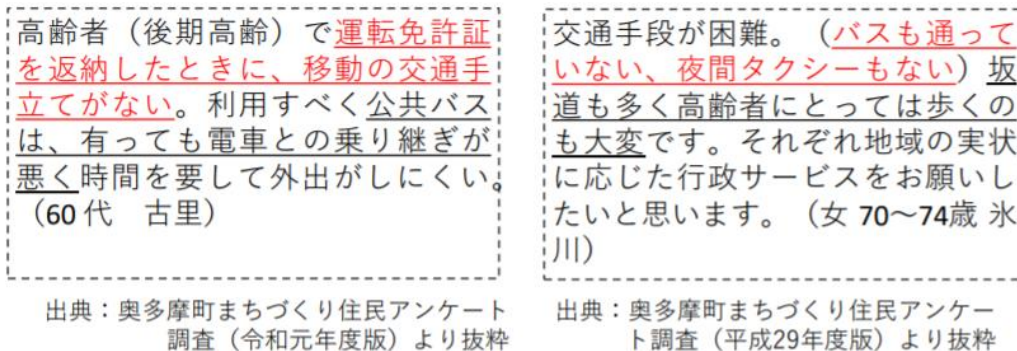 高齢者（後期高齢）で運転免許証
を返納したときに、移動の交通手
立てがない。利用すべく公共バス
は、有っても電車との乗り継ぎが
悪く時間を要して外出がしにくい。
（60代　古里）
出典：奥多摩町まちづくり住民アンケート
調査（令和元年度版）より抜粋
交通手段が困難。（バスも通って
いない、夜間タクシーもない）坂
道も多く高齢者にとっては歩くの
も大変です。それぞれ地域の実状
に応じた行政サービスをお願いし
たいと思います。（女 70～74歳 氷
川）
出典：奥多摩町まちづくり住民アンケー
ト調査（平成29年度版）より抜粋